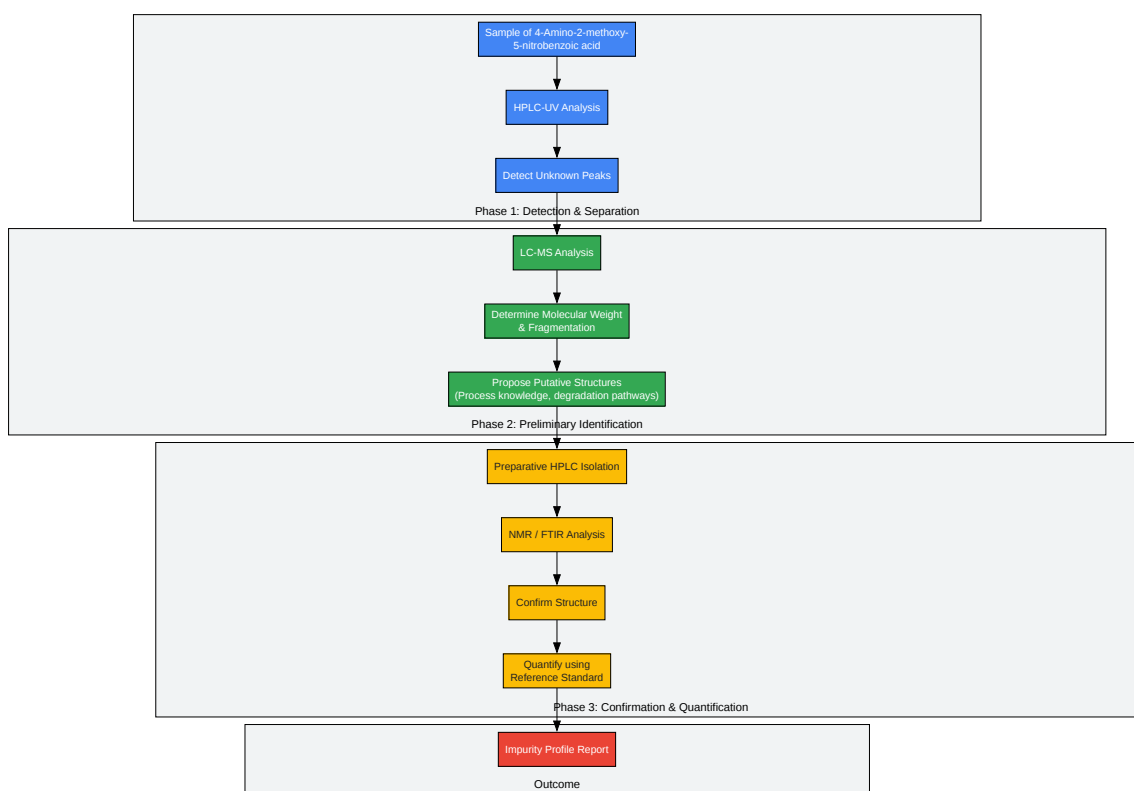 Sample of 4-Amino-2-methoxy-
5-nitrobenzoic acid
HPLC-UV Analysis
Detect Unknown Peaks
Phase 1: Detection & Separation
LC-MS Analysis
Determine Molecular Weight
& Fragmentation
Propose Putative Structures
(Process knowledge, degradation pathways)
Phase 2: Preliminary Identification
Preparative HPLC Isolation
NMR / FTIR Analysis
Confirm Structure
Quantify using
Reference Standard
Phase 3: Confirmation & Quantification
Impurity Profile Report
Outcome